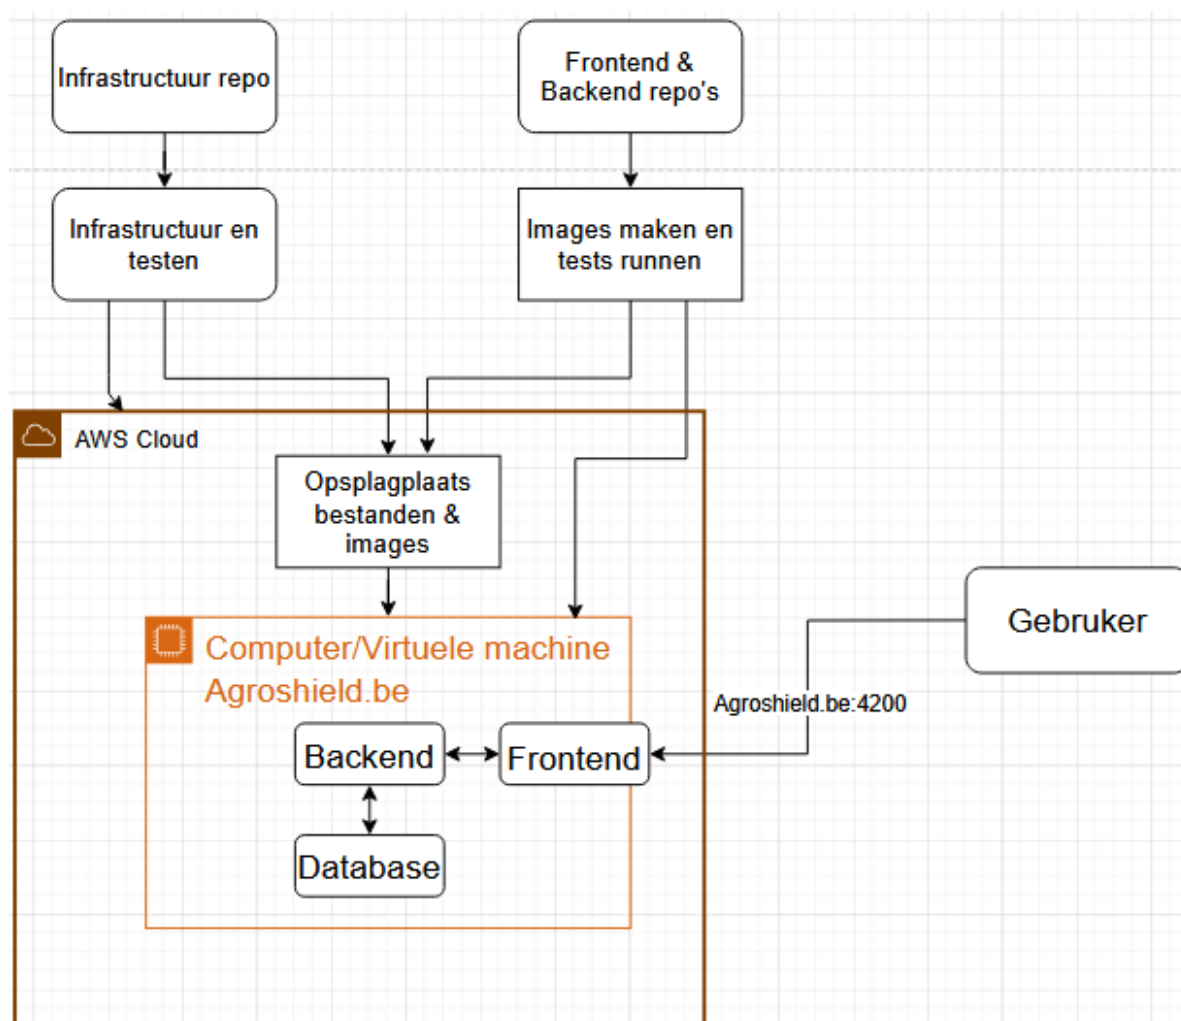 Infrastructuur repo
Frontend &
Backend repo's
Infrastructuur en
testen
Images maken en
tests runnen
AWS Cloud
Opsplagplaats
bestanden &
images
Computer/Virtuele machine
Agroshield.be
Gebruker
Agroshield.be:4200
Backend
Frontend
Database